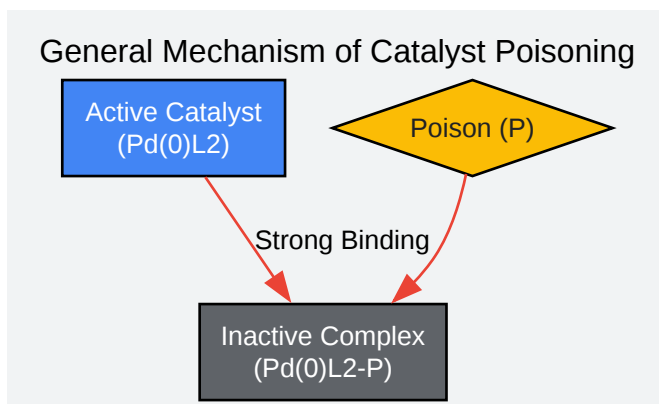 General Mechanism of Catalyst Poisoning
Active Catalyst
(Pd(0)L2)
Poison (P)
Strong Binding
Inactive Complex
(Pd(0)L2-P)